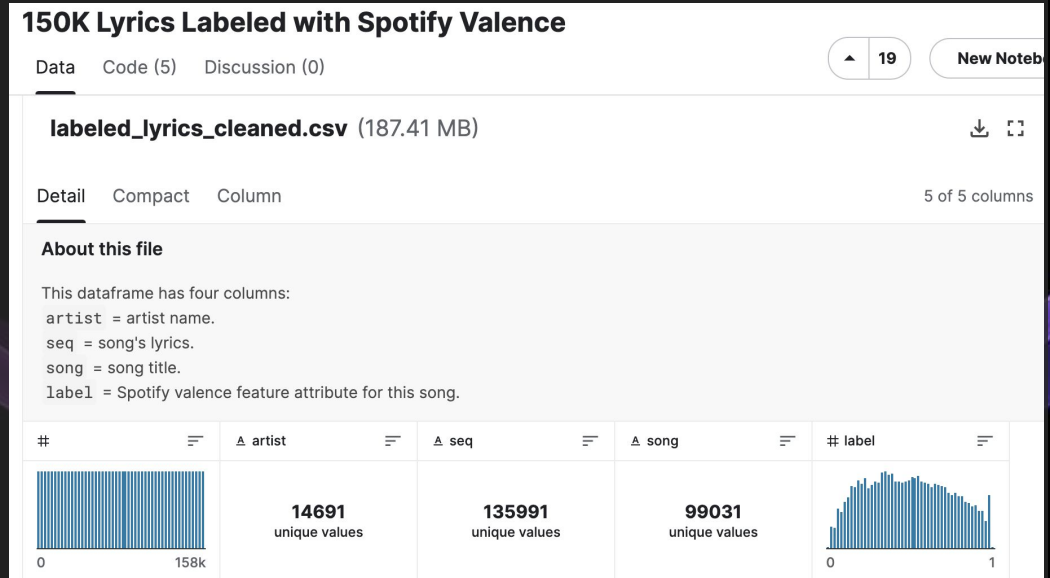 150K Lyrics Labeled with Spotify Valence
Data Code (5) Discussion (0)
19
New Noteb
labeled_lyrics_cleaned.csv (187.41 MB)
Detail Compact Column
5 of 5 columns
About this file
This dataframe has four columns:
artist = artist name.
seq = song's lyrics.
song = song title.
label = Spotify valence feature attribute for this song.
# A artist A seq A song # label
14691 135991 99031
unique values unique values unique values
0 158k 0 1